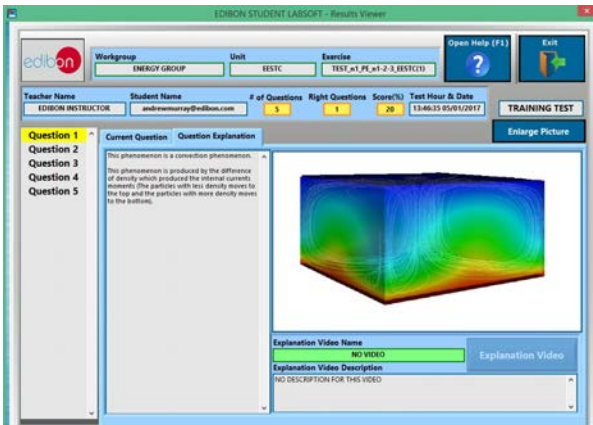 EDIBON STUDENT LABSOFT - Results Viewer
edibon
Workgroup
ENERGY GROUP
Unit
EESTC
Exercise
TEST_n1_PE_n1-2-3_EESTC(1)
Open Help (F1)
?
Exit
Teacher Name
EDIBON INSTRUCTOR
Student Name
andrewmurray@edibon.com
# of Questions
5
Right Questions
1
Score(%)
20
Test Hour & Date
13:46:35 05/01/2017
TRAINING TEST
Enlarge Picture
Question 1
Question 2
Question 3
Question 4
Question 5
Current Question
Question Explanation
This phenomenon is a convection phenomenon.
This phenomenon is produced by the difference
of density which produced the internal currents
moments (The particles with less density moves to
the top and the particles with more density moves
to the bottom).
Explanation Video Name
NO VIDEO
Explanation Video
Explanation Video Description
NO DESCRIPTION FOR THIS VIDEO